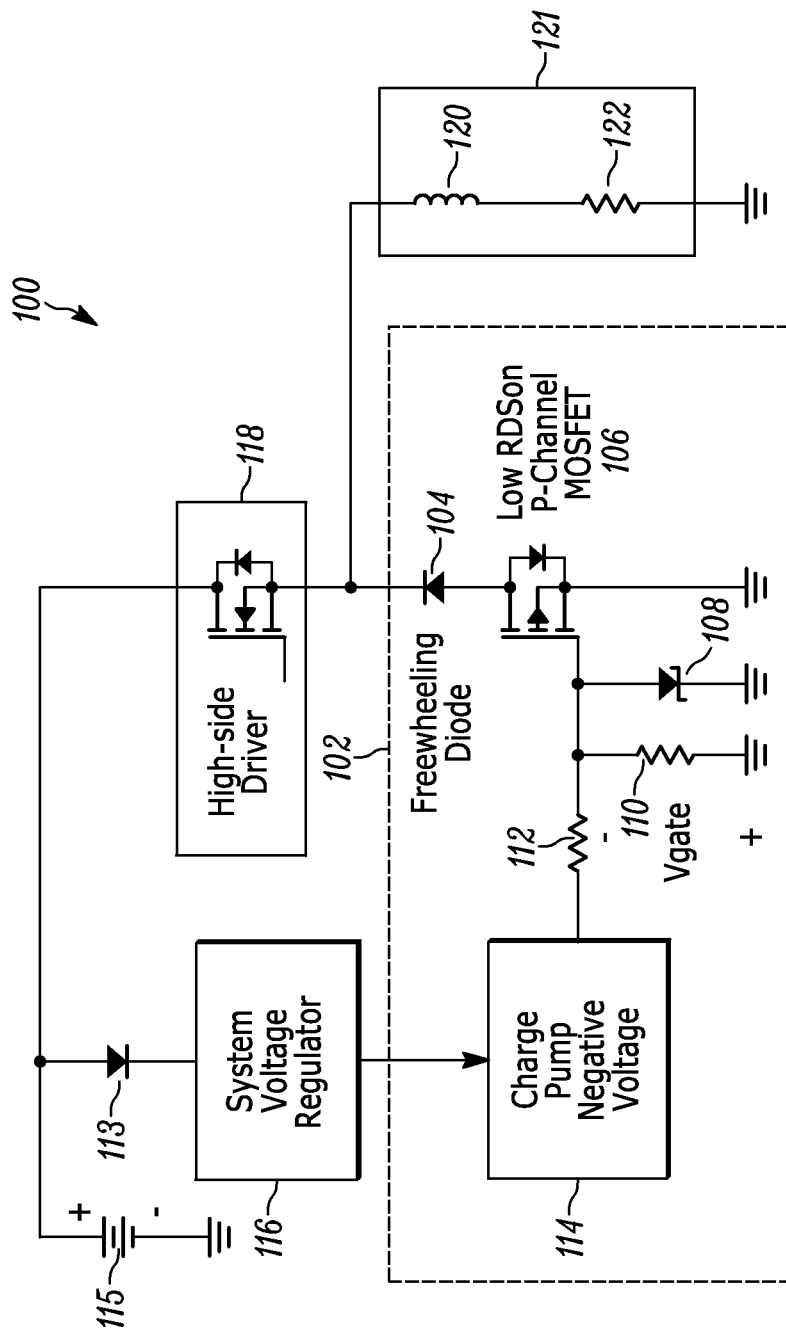 100
115
+
-
113
System
Voltage
Regulator
116
High-side
Driver
118
121
120
122
102
Freewheeling
Diode
104
Low RDSon
P-Channel
MOSFET
106
Charge
Pump
Negative
Voltage
114
112
-
Vgate
+
110
108